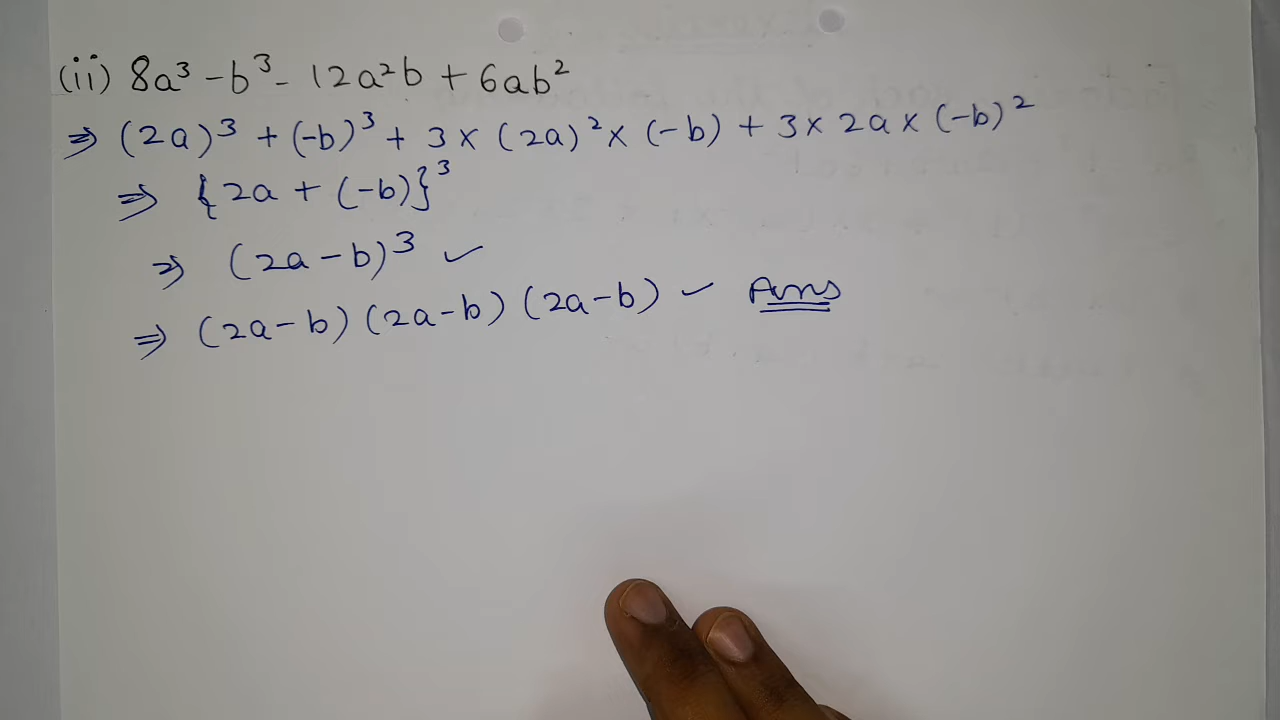 (ii) 8a³ - b³ - 12a²b + 6ab²
⇒ (2a)³ + (-b)³ + 3 × (2a)² × (-b) + 3 × 2a × (-b)²
⇒ {2a + (-b)}³
⇒ (2a - b)³ ✓
⇒ (2a - b) (2a - b) (2a - b) ✓ Ans